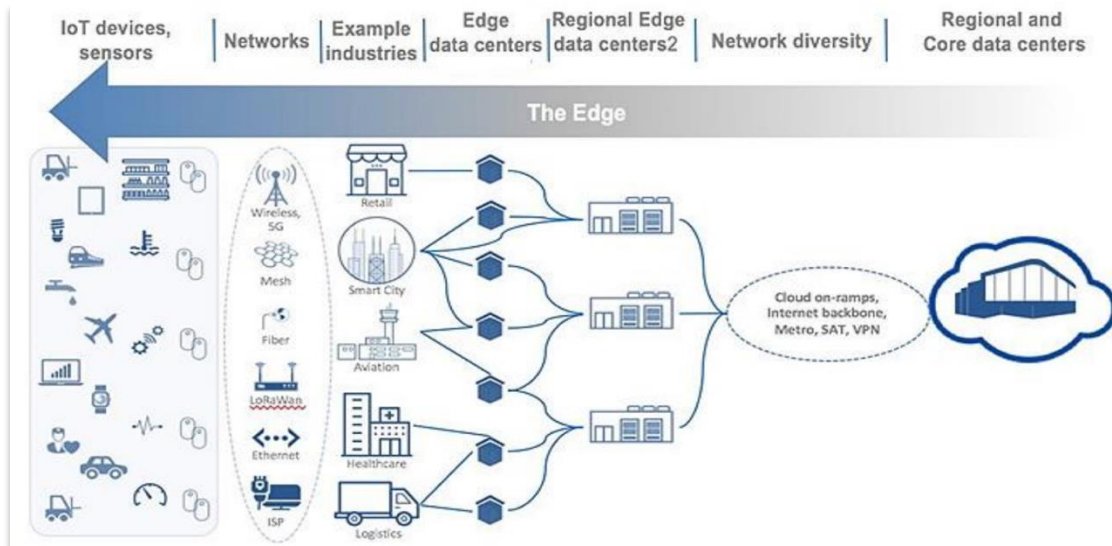 IoT devices,
sensors
Networks
Example
industries
Edge
data centers
Regional Edge
data centers2
Network diversity
Regional and
Core data centers
The Edge
Wireless,
5G
Mesh
Fiber
LoRaWan
Ethernet
ISP
Retail
Smart City
Aviation
Healthcare
Logistics
Cloud on-ramps,
Internet backbone,
Metro, SAT, VPN